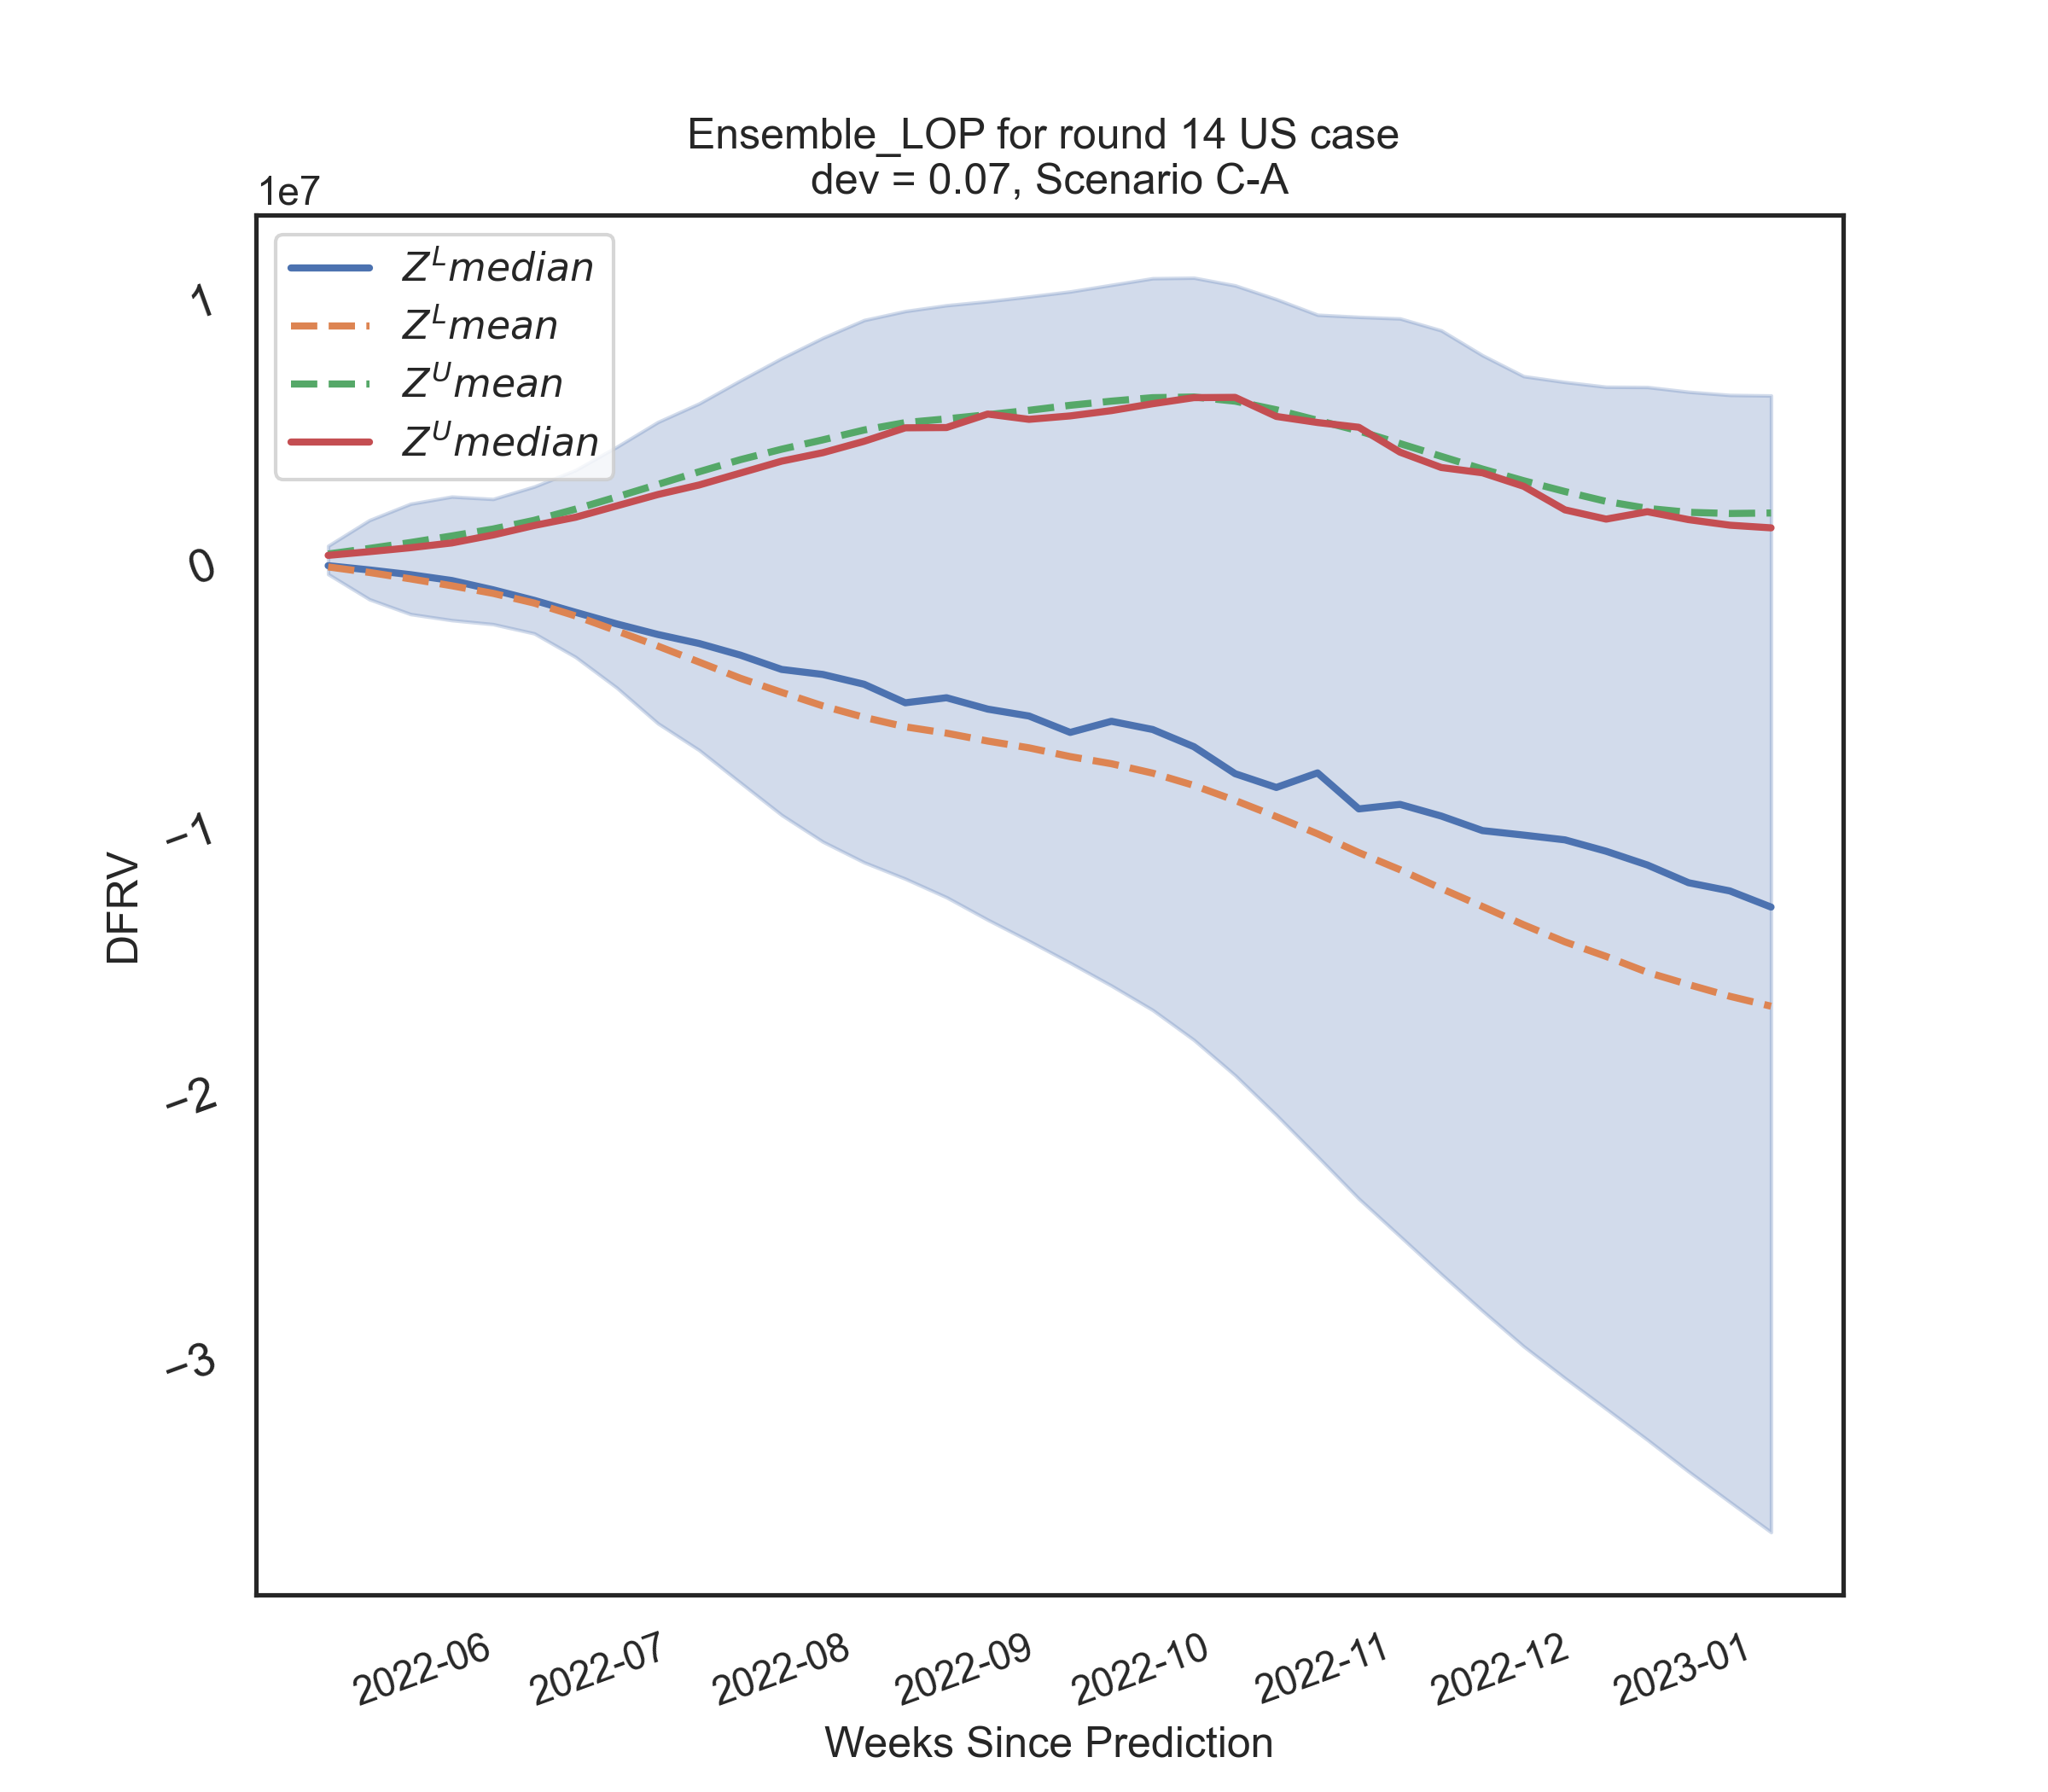 Ensemble_LOP for round 14 US case
dev = 0.07, Scenario C-A
1e7
Z^L median
Z^L mean
Z^U mean
Z^U median
1
0
−1
−2
−3
DFRV
2022-06
2022-07
2022-08
2022-09
2022-10
2022-11
2022-12
2023-01
Weeks Since Prediction